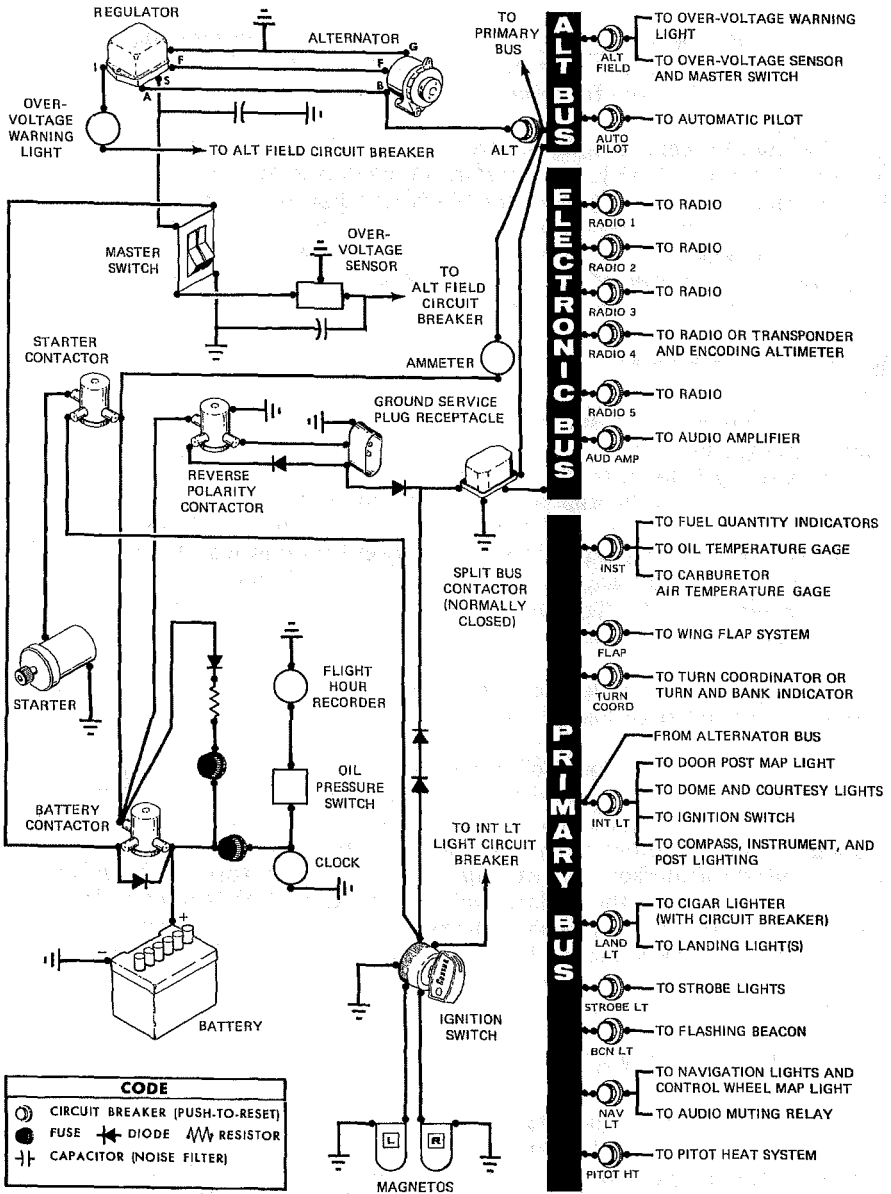 REGULATOR
ALTERNATOR
G
I
F
F
S
A
B
TO
PRIMARY
BUS
OVER-
VOLTAGE
WARNING
LIGHT
TO ALT FIELD CIRCUIT BREAKER
ALT
MASTER
SWITCH
OVER-
VOLTAGE
SENSOR
TO
ALT FIELD
CIRCUIT
BREAKER
STARTER
CONTACTOR
AMMETER
GROUND SERVICE
PLUG RECEPTACLE
REVERSE
POLARITY
CONTACTOR
SPLIT BUS
CONTACTOR
(NORMALLY
CLOSED)
STARTER
FLIGHT
HOUR
RECORDER
OIL
PRESSURE
SWITCH
BATTERY
CONTACTOR
CLOCK
TO INT LT
LIGHT CIRCUIT
BREAKER
+
−
BATTERY
IGNITION
SWITCH
L
R
MAGNETOS
CODE
CIRCUIT BREAKER (PUSH-TO-RESET)
FUSE DIODE RESISTOR
CAPACITOR (NOISE FILTER)
ALT BUS
ALT
FIELD
TO OVER-VOLTAGE WARNING
LIGHT
TO OVER-VOLTAGE SENSOR
AND MASTER SWITCH
AUTO
PILOT
TO AUTOMATIC PILOT
ELECTRONIC BUS
RADIO 1
TO RADIO
RADIO 2
TO RADIO
RADIO 3
TO RADIO
RADIO 4
TO RADIO OR TRANSPONDER
AND ENCODING ALTIMETER
RADIO 5
TO RADIO
AUD AMP
TO AUDIO AMPLIFIER
PRIMARY BUS
INST
TO FUEL QUANTITY INDICATORS
TO OIL TEMPERATURE GAGE
TO CARBURETOR
AIR TEMPERATURE GAGE
FLAP
TO WING FLAP SYSTEM
TURN
COORD
TO TURN COORDINATOR OR
TURN AND BANK INDICATOR
FROM ALTERNATOR BUS
INT LT
TO DOOR POST MAP LIGHT
TO DOME AND COURTESY LIGHTS
TO IGNITION SWITCH
TO COMPASS, INSTRUMENT, AND
POST LIGHTING
LAND
LT
TO CIGAR LIGHTER
(WITH CIRCUIT BREAKER)
TO LANDING LIGHT(S)
STROBE LT
TO STROBE LIGHTS
BCN LT
TO FLASHING BEACON
NAV
LT
TO NAVIGATION LIGHTS AND
CONTROL WHEEL MAP LIGHT
TO AUDIO MUTING RELAY
PITOT HT
TO PITOT HEAT SYSTEM